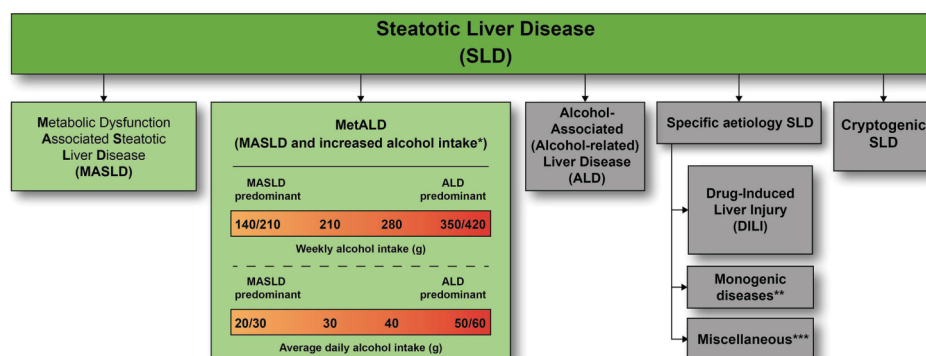 Steatotic Liver Disease
(SLD)
Metabolic Dysfunction
Associated Steatotic
Liver Disease
(MASLD)
MetALD
(MASLD and increased alcohol intake*)
MASLD
predominant
ALD
predominant
140/210 210 280 350/420
Weekly alcohol intake (g)
MASLD
predominant
ALD
predominant
20/30 30 40 50/60
Average daily alcohol intake (g)
Alcohol-
Associated
(Alcohol-related)
Liver Disease
(ALD)
Specific aetiology SLD
Drug-Induced
Liver Injury
(DILI)
Monogenic
diseases**
Miscellaneous***
Cryptogenic
SLD